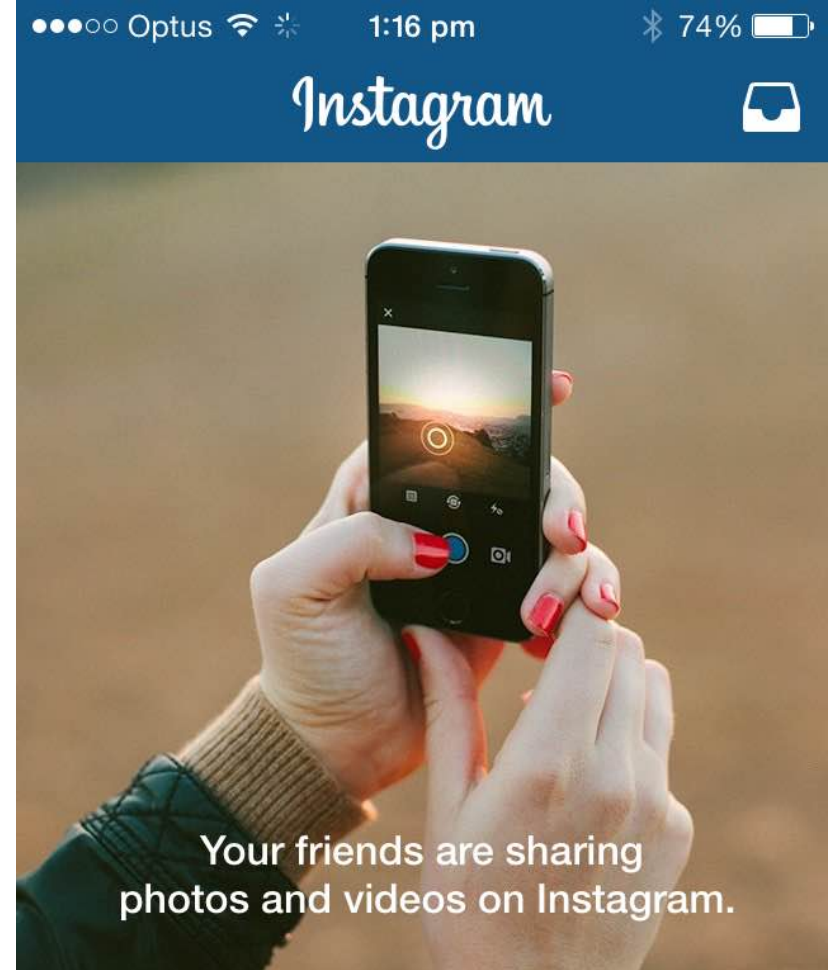 Optus 1:16 pm 74%
Instagram
Your friends are sharing
photos and videos on Instagram.